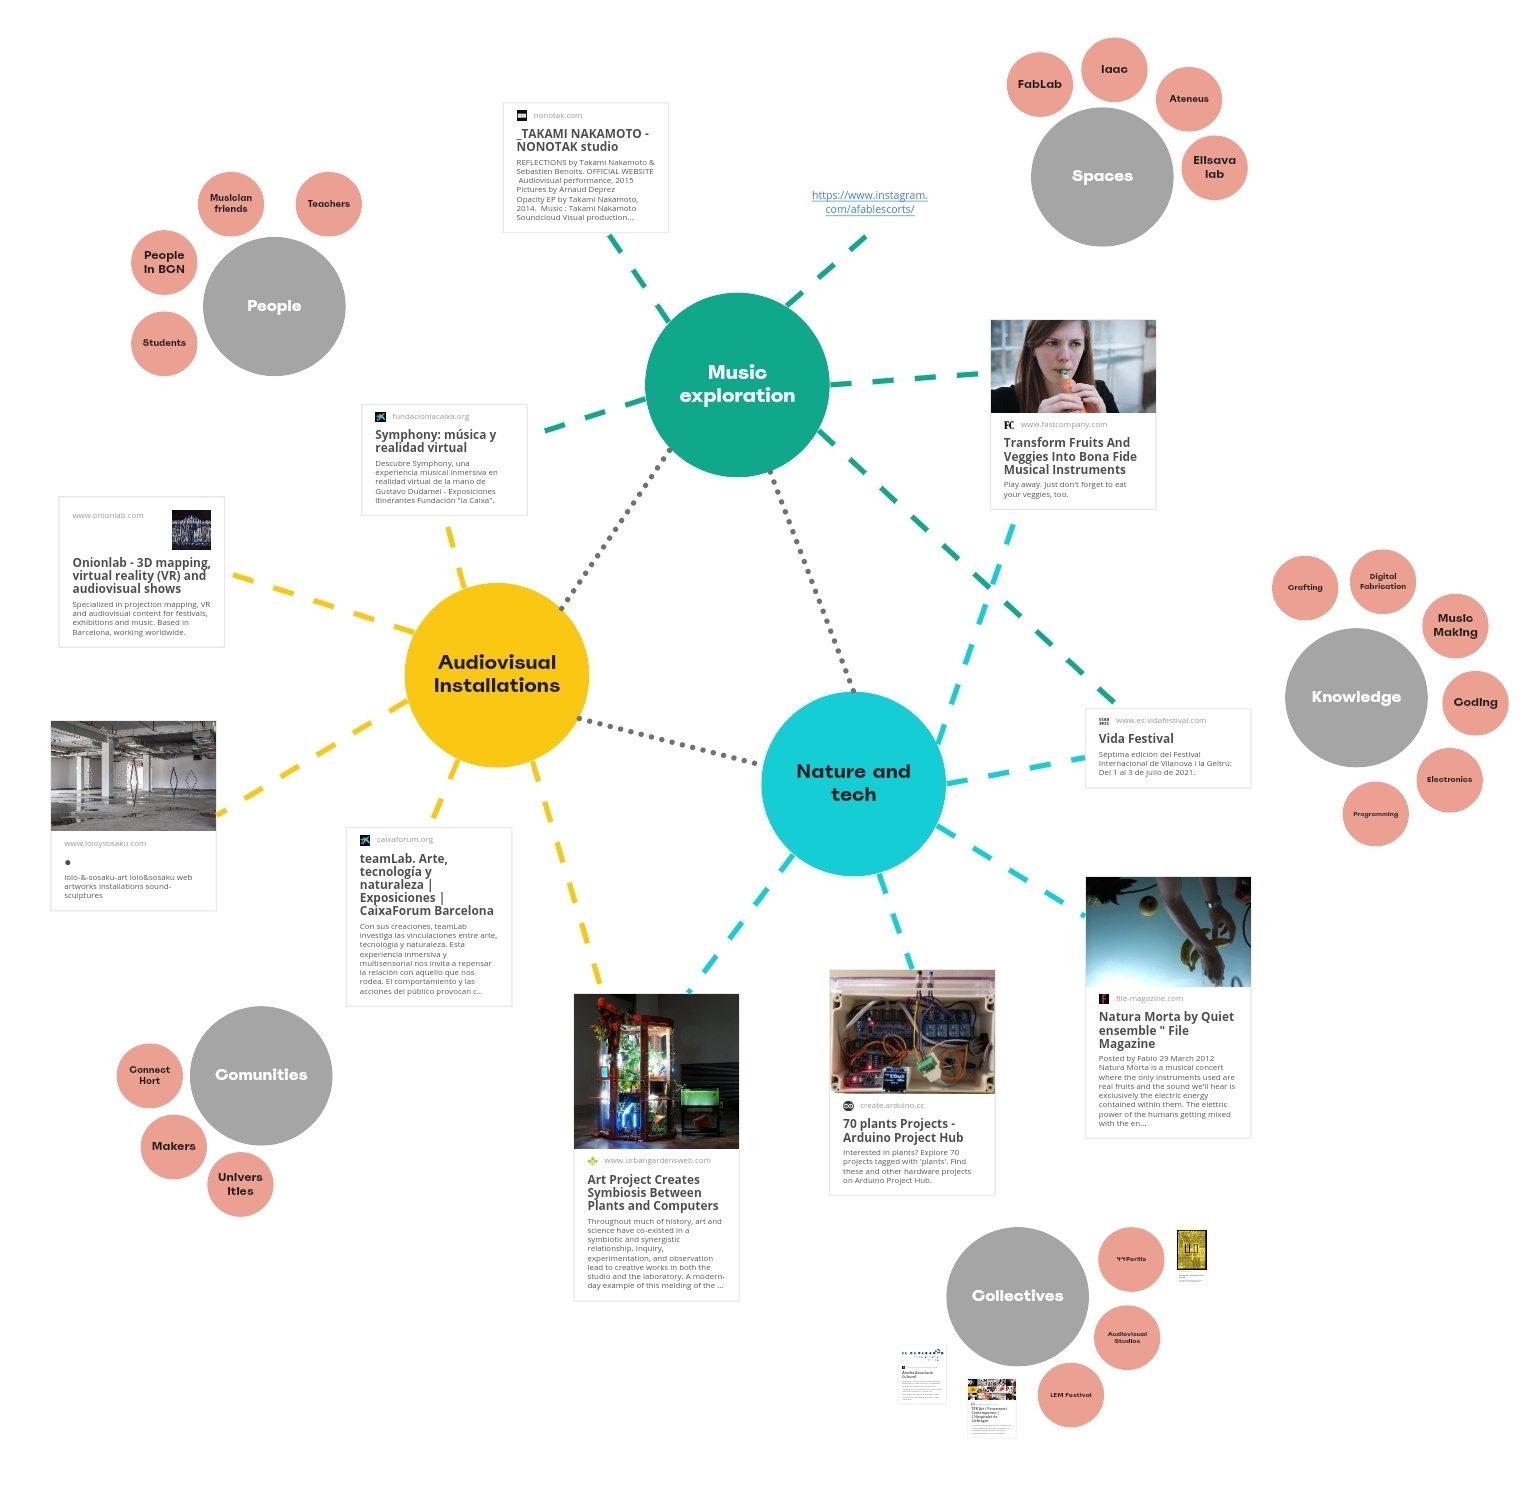 FabLab
Iaac
Ateneus
Elisava
lab
Spaces
nonotak.com
_TAKAMI NAKAMOTO -
NONOTAK studio
REFLECTIONS by Takami Nakamoto &
Sebastien Benoits. OFFICIAL WEBSITE
Audiovisual performance, 2015
Pictures by Arnaud Deprez
Opacity EP by Takami Nakamoto,
2014. Music : Takami Nakamoto
Soundcloud Visual production...
https://www.instagram.
com/afablescorts/
Musician
friends
Teachers
People
in BCN
Students
People
Music
exploration
www.fastcompany.com
Transform Fruits And
Veggies Into Bona Fide
Musical Instruments
Play away. Just don't forget to eat
your veggies, too.
fundacionlacaixa.org
Symphony: música y
realidad virtual
Descubre Symphony, una
experiencia musical inmersiva en
realidad virtual de la mano de
Gustavo Dudamel - Exposiciones
itinerantes Fundación "la Caixa".
www.onionlab.com
Onionlab - 3D mapping,
virtual reality (VR) and
audiovisual shows
Specialized in projection mapping, VR
and audiovisual content for festivals,
exhibitions and music. Based in
Barcelona, working worldwide.
Audiovisual
Installations
Nature and
tech
Crafting
Digital
Fabrication
Music
Making
Coding
Electronics
Programming
Knowledge
www.es.vidafestival.com
Vida Festival
Séptima edición del Festival
Internacional de Vilanova i la Geltrú:
Del 1 al 3 de julio de 2021.
www.loloysosaku.com
●
lolo-&-sosaku-art lolo&sosaku web
artworks installations sound-
sculptures
caixaforum.org
teamLab. Arte,
tecnología y
naturaleza |
Exposiciones |
CaixaForum Barcelona
Con sus creaciones, teamLab
investiga las vinculaciones entre arte,
tecnología y naturaleza. Esta
experiencia inmersiva y
multisensorial nos invita a repensar
la relación con aquello que nos
rodea. El comportamiento y las
acciones del público provocan c...
file-magazine.com
Natura Morta by Quiet
ensemble " File
Magazine
Posted by Fabio 29 March 2012
Natura Morta is a musical concert
where the only instruments used are
real fruits and the sound we'll hear is
exclusively the electric energy
contained within them. The elettric
power of the humans getting mixed
with the en...
create.arduino.cc
70 plants Projects -
Arduino Project Hub
Interested in plants? Explore 70
projects tagged with 'plants'. Find
these and other hardware projects
on Arduino Project Hub.
www.urbangardensweb.com
Art Project Creates
Symbiosis Between
Plants and Computers
Throughout much of history, art and
science have co-existed in a
symbiotic and synergistic
relationship. Inquiry,
experimentation, and observation
lead to creative works in both the
studio and the laboratory. A modern-
day example of this melding of the ...
Connect
Hort
Makers
Univers
ities
Comunities
Collectives
Perills
Audiovisual
Studios
LEM Festival
Cultural
TPK Art i Pensament
Contemporani |
L'Hospitalet de
Llobregat